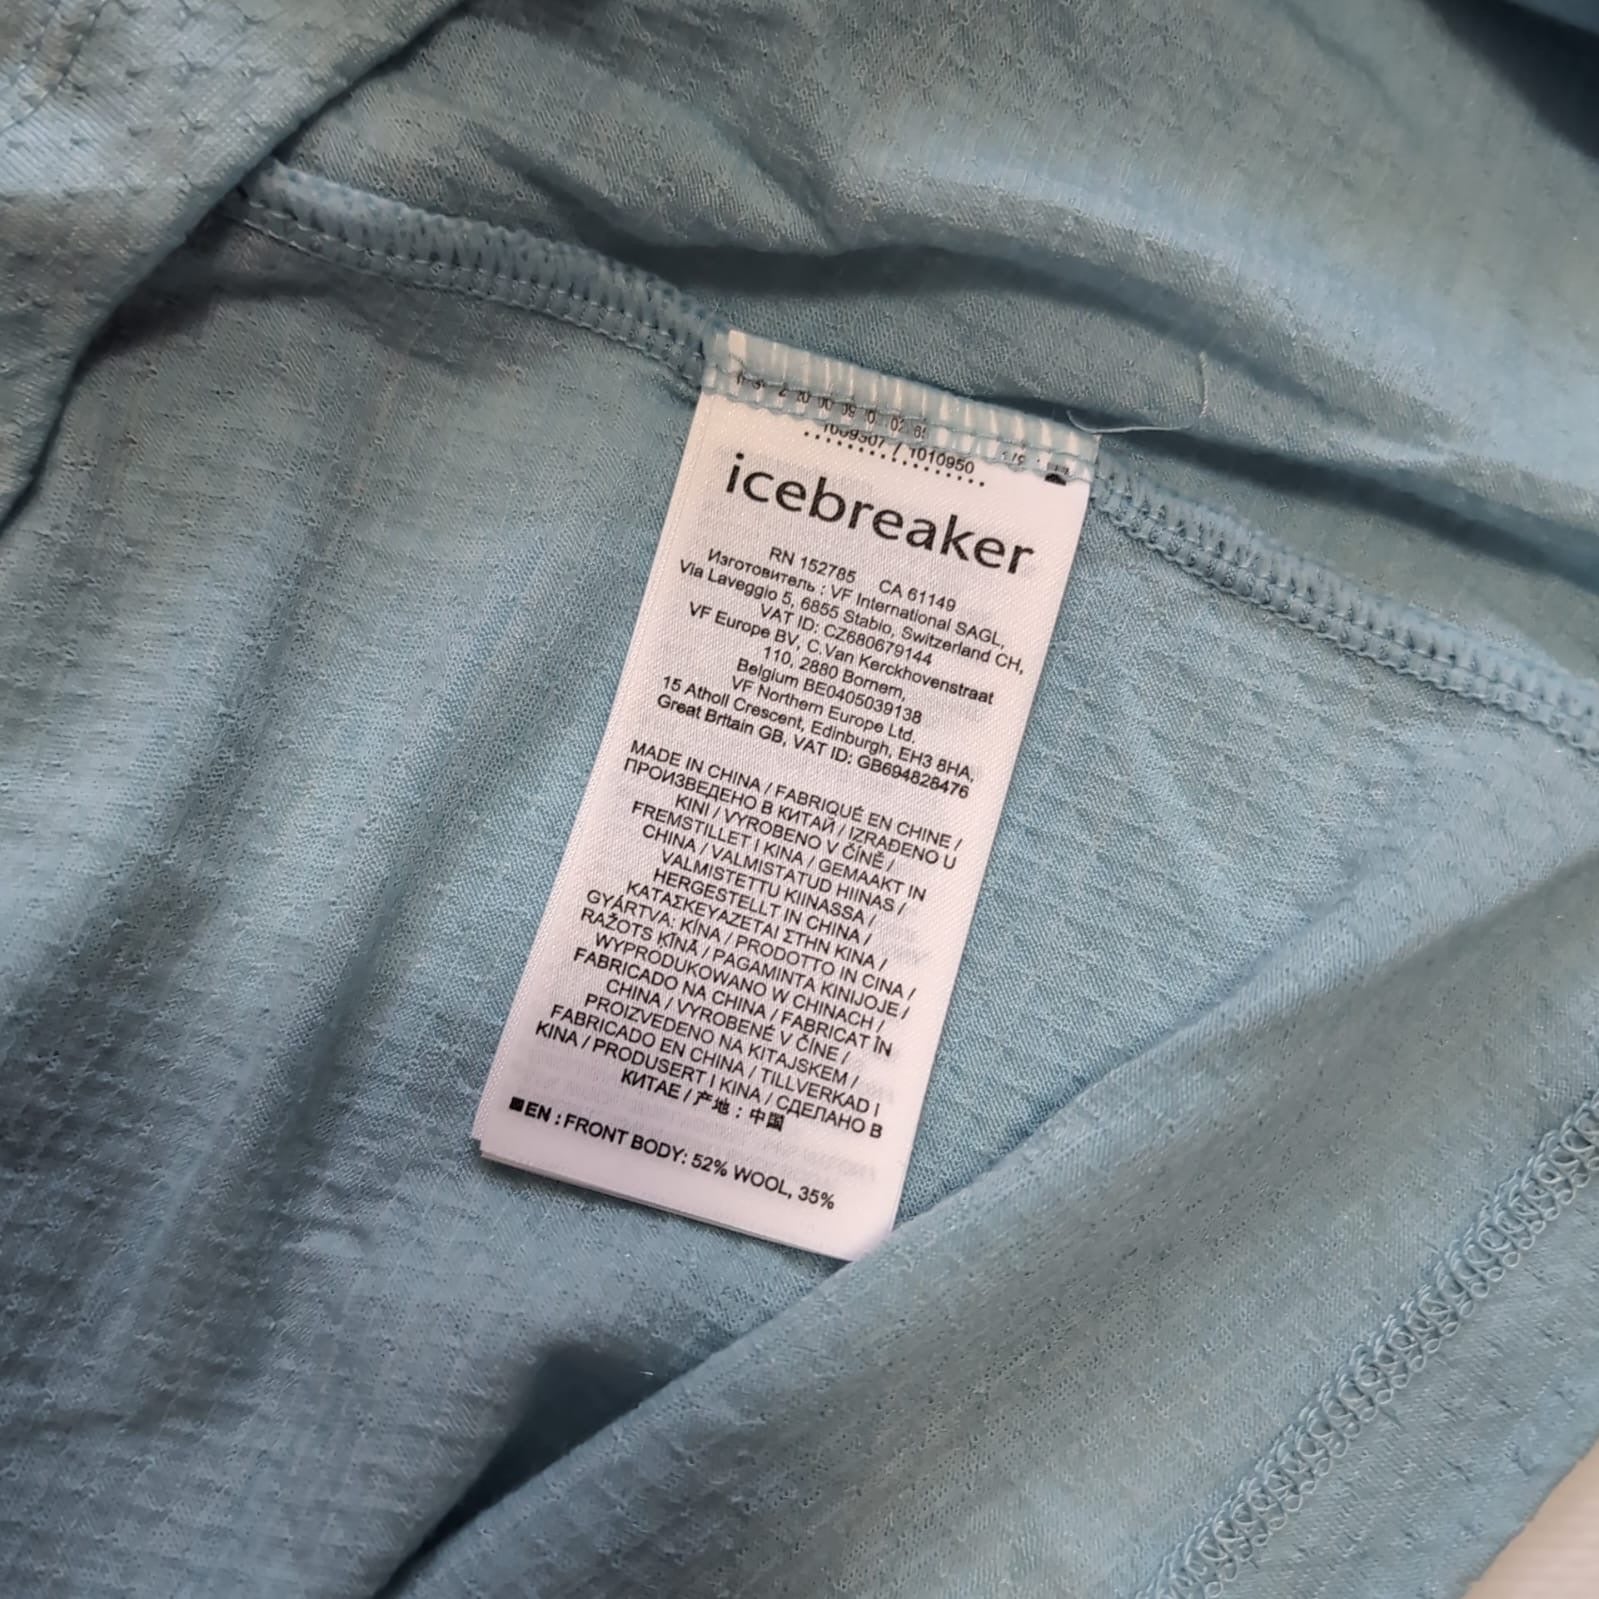 1009307 / 1010950
icebreaker
RN 152785 CA 61149
Изготовитель : VF International SAGL,
Via Laveggio 5, 6855 Stabio, Switzerland CH,
VAT ID: CZ680679144
VF Europe BV, C.Van Kerckhovenstraat
110, 2880 Bornem,
Belgium BE0405039138
VF Northern Europe Ltd,
15 Atholl Crescent, Edinburgh, EH3 8HA,
Great Britain GB, VAT ID: GB694828476
MADE IN CHINA / FABRIQUÉ EN CHINE /
ПРОИЗВЕДЕНО В КИТАЙ / IZRAĐENO U
KINI / VYROBENO V ČÍNĚ /
FREMSTILLET I KINA / GEMAAKT IN
CHINA / VALMISTATUD HIINAS /
VALMISTETTU KIINASSA /
HERGESTELLT IN CHINA /
ΚΑΤΑΣΚΕΥΑΖΕΤΑΙ ΣΤΗΝ ΚΙΝΑ /
GYÁRTVA: KÍNA / PRODOTTO IN CINA /
RAŽOTS ĶĪNĀ / PAGAMINTA KINIJOJE /
WYPRODUKOWANO W CHINACH /
FABRICADO NA CHINA / FABRICAT ÎN
CHINA / VYROBENÉ V ČÍNE /
PROIZVEDENO NA KITAJSKEM /
FABRICADO EN CHINA / TILLVERKAD I
KINA / PRODUSERT I KINA / СДЕЛАНО В
КИТАЕ / 产地：中国
■EN : FRONT BODY: 52% WOOL, 35%